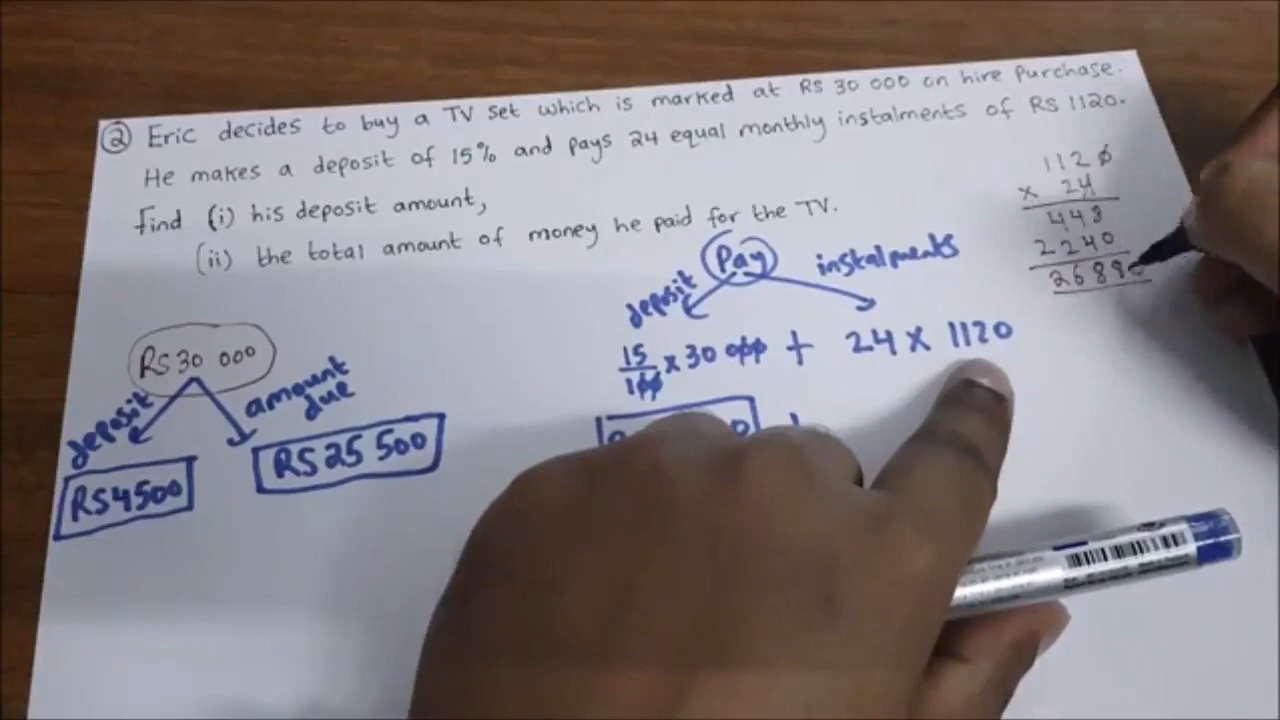 ② Eric decides to buy a TV set which is marked at RS 30 000 on hire purchase.
He makes a deposit of 15% and pays 24 equal monthly instalments of RS 1120.
Find (i) his deposit amount,
(ii) the total amount of money he paid for the TV.
1120
x 24
448
2240
26880
Pay
deposit
instalments
15/100 x 30 000 + 24 x 1120
RS 30 000
deposit
amount due
RS 4500
RS 25 500